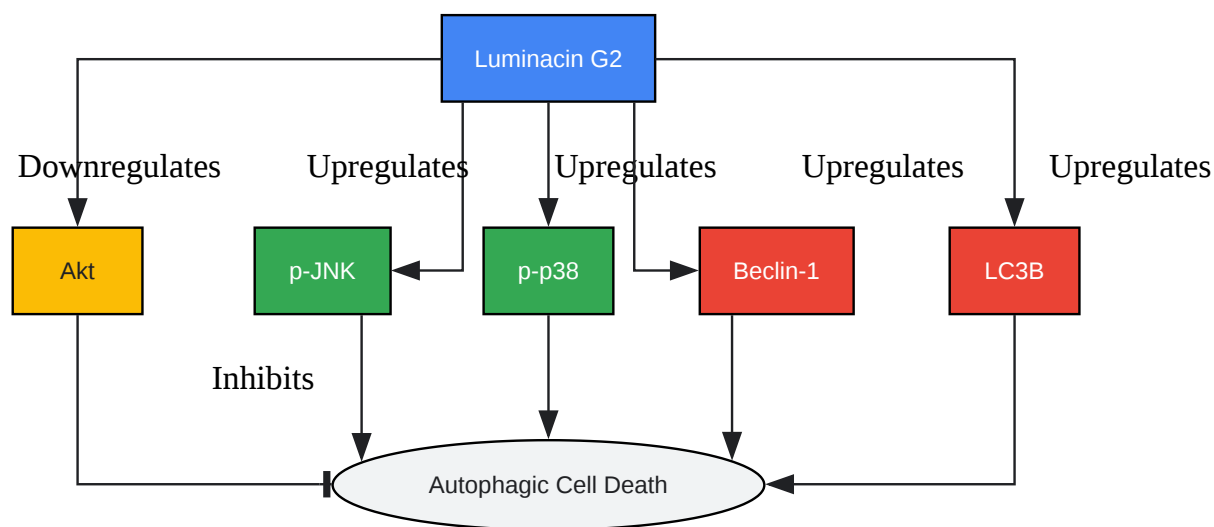 Luminacin G2
Downregulates
Upregulates
Upregulates
Upregulates
Upregulates
Akt
p-JNK
p-p38
Beclin-1
LC3B
Inhibits
Autophagic Cell Death